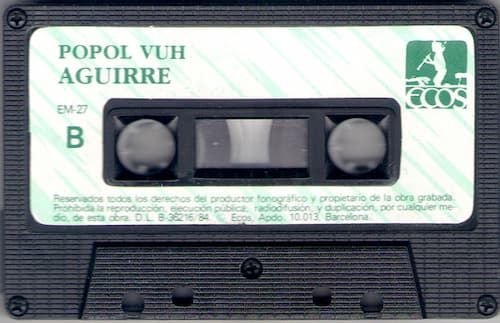 POPOL VUH
AGUIRRE
ECOS
EM-27
B
Reservados todos los derechos del productor fonográfico y propietario de la obra grabada.
Prohibida la reproducción, ejecución pública, radiodifusión, y duplicación, por cualquier me-
dio, de esta obra. D. L. B-36216/84. © Ecos, Apdo. 10.013, Barcelona.